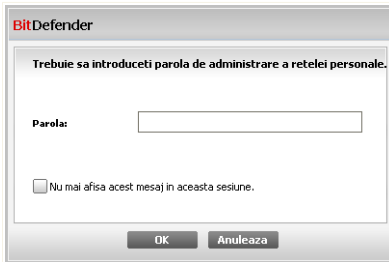 BitDefender
Trebuie sa introduceti parola de administrare a retelei personale.
Parola:
Nu mai afisa acest mesaj in aceasta sesiune.
OK
Anuleaza